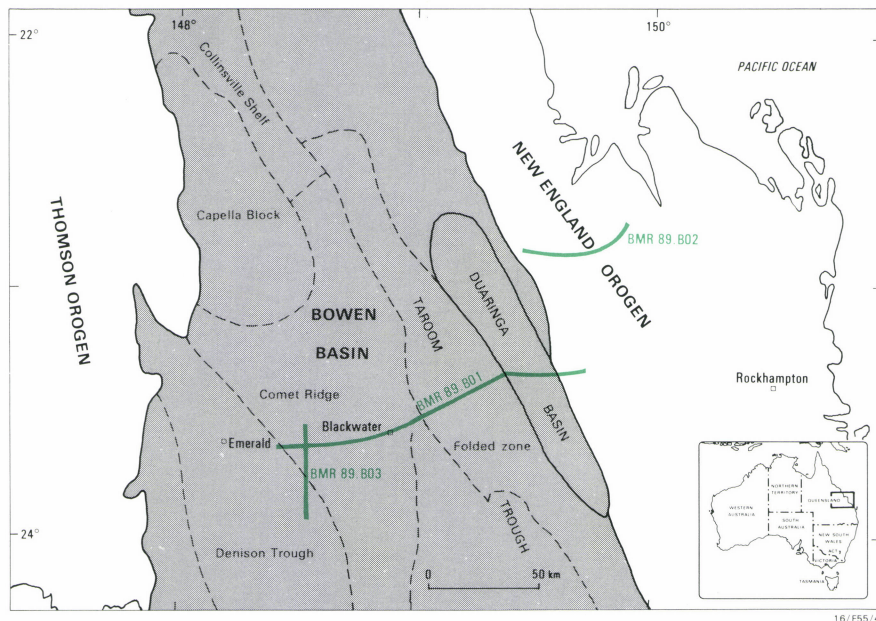 148°
150°
22°
PACIFIC OCEAN
Collinsville Shelf
NEW ENGLAND OROGEN
THOMSON OROGEN
Capella Block
BMR 89.B02
DUARINGA BASIN
BOWEN
BASIN
TAROOM TROUGH
Comet Ridge
BMR 89.B01
Rockhampton
Blackwater
Emerald
Folded zone
BMR 89.B03
24°
Denison Trough
0
50 km
NORTHERN
TERRITORY
QUEENSLAND
WESTERN
AUSTRALIA
SOUTH
AUSTRALIA
NEW SOUTH
WALES
ACT
VICTORIA
TASMANIA